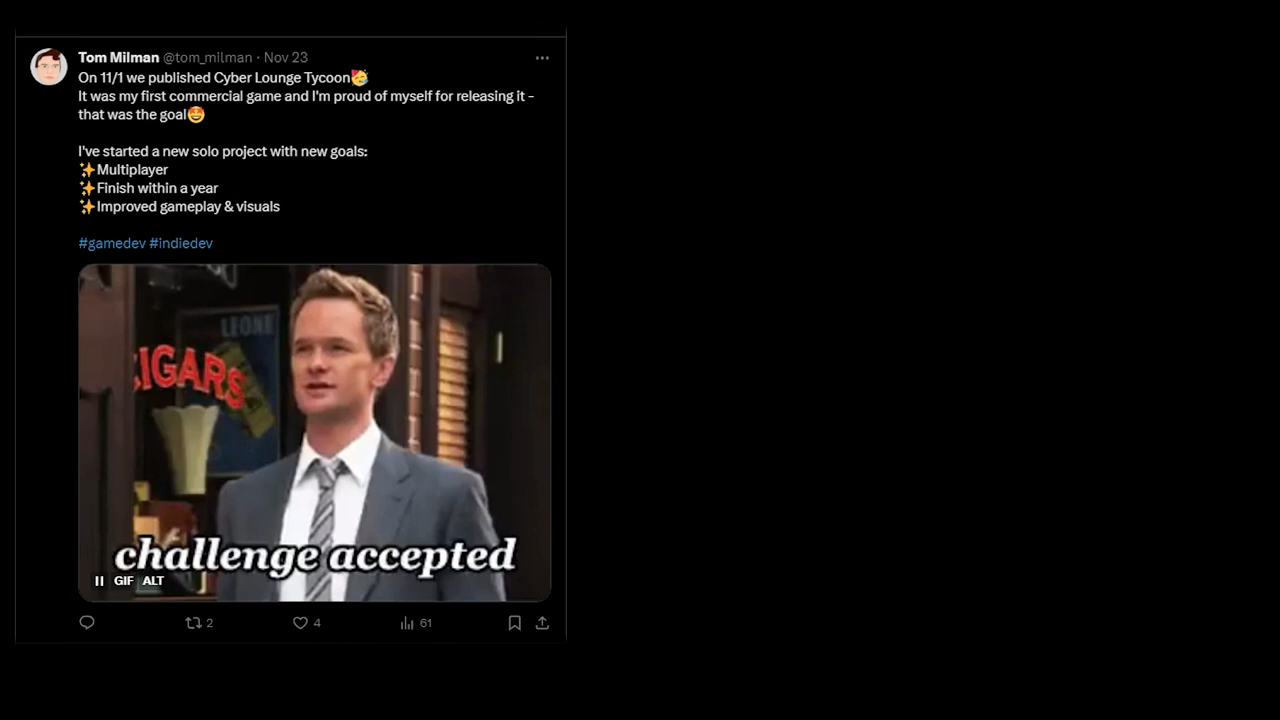 Tom Milman @tom_milman · Nov 23
On 11/1 we published Cyber Lounge Tycoon🥳
It was my first commercial game and I'm proud of myself for releasing it -
that was the goal🤩
I've started a new solo project with new goals:
✨Multiplayer
✨Finish within a year
✨Improved gameplay & visuals
#gamedev #indiedev
LEONE
CIGARS
challenge accepted
GIF ALT
2 4 61